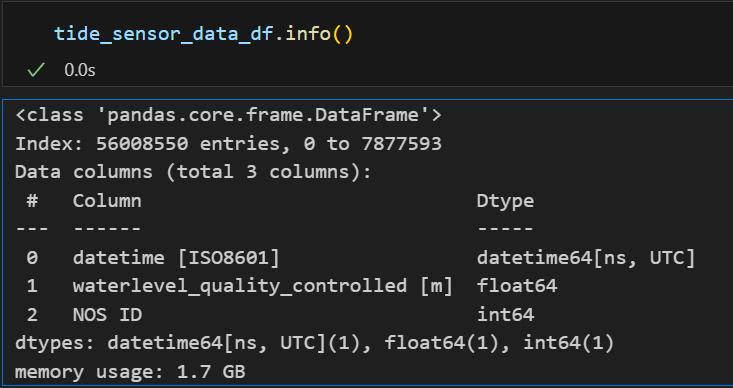 tide_sensor_data_df.info()
0.0s
<class 'pandas.core.frame.DataFrame'>
Index: 56008550 entries, 0 to 7877593
Data columns (total 3 columns):
 #   Column                            Dtype
---  ------                            -----
 0   datetime [ISO8601]                datetime64[ns, UTC]
 1   waterlevel_quality_controlled [m]  float64
 2   NOS ID                            int64
dtypes: datetime64[ns, UTC](1), float64(1), int64(1)
memory usage: 1.7 GB